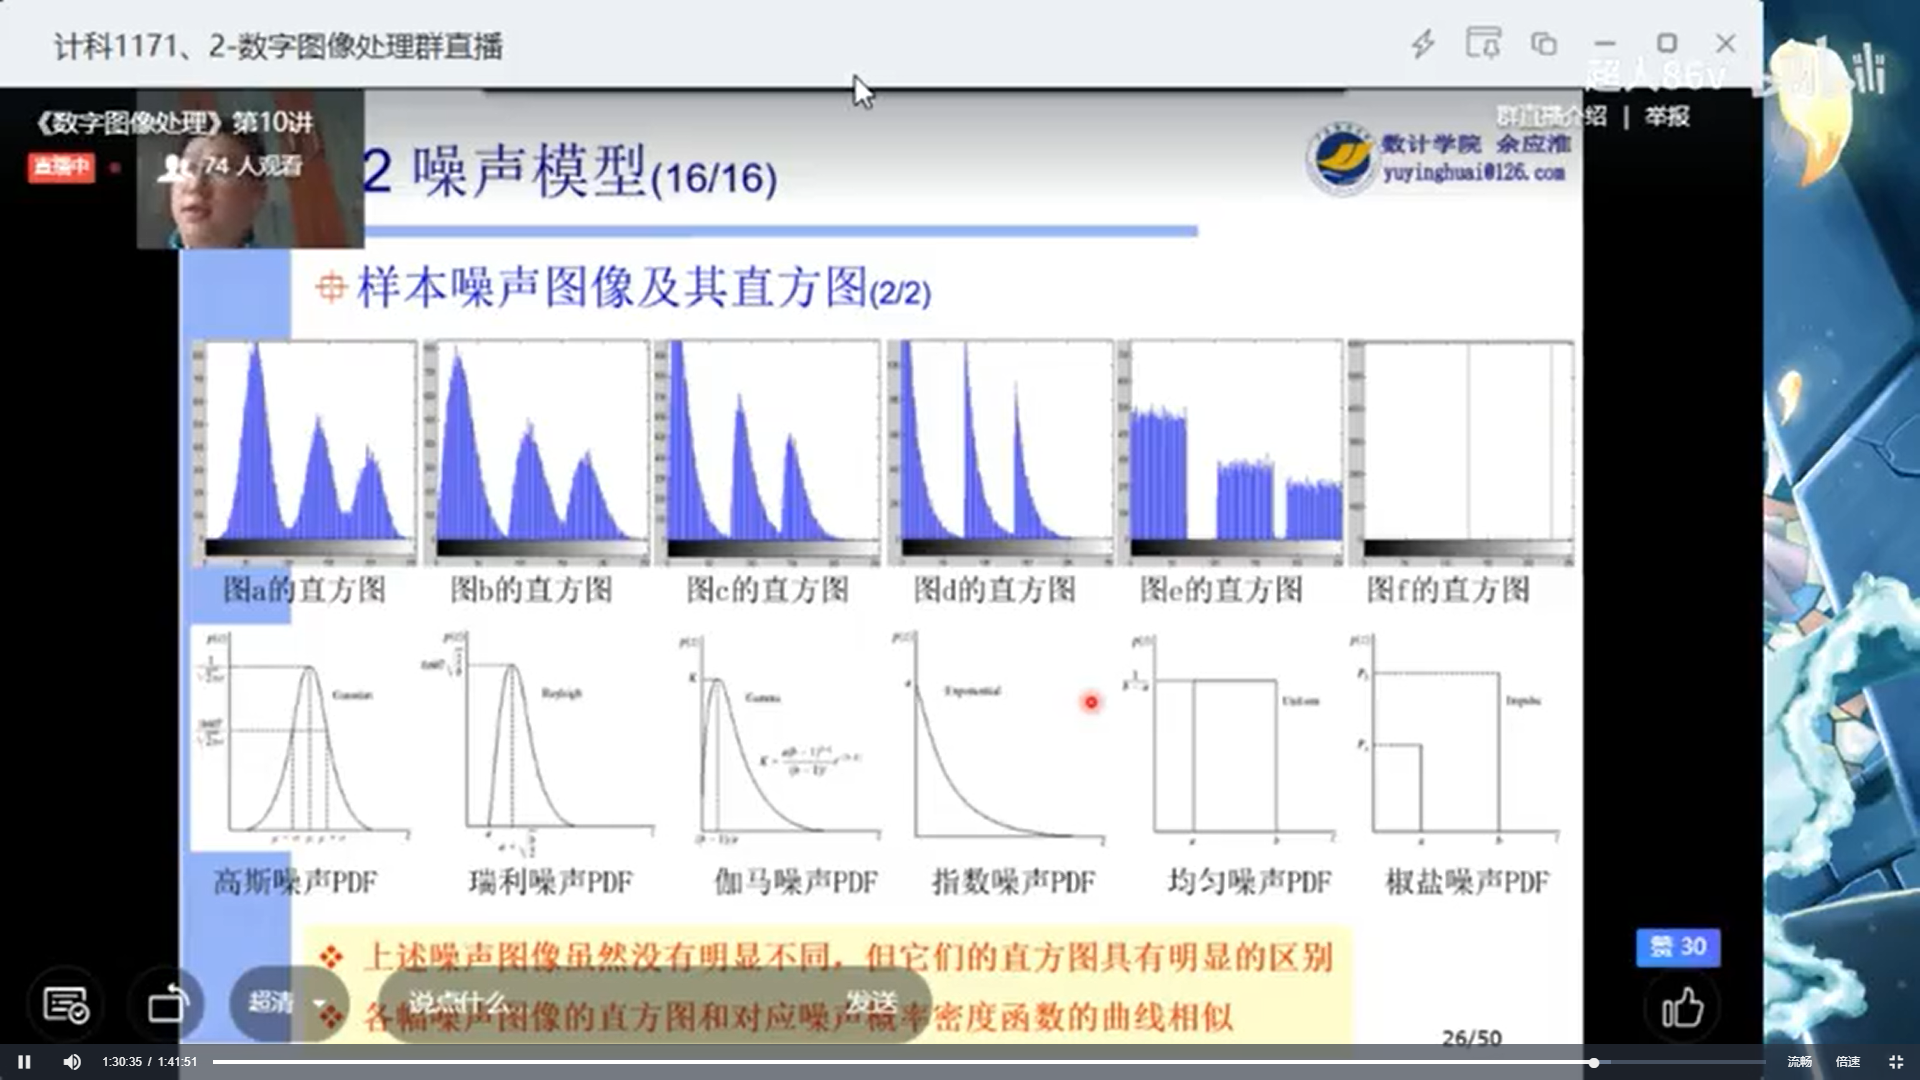 计科1171、2-数字图像处理群直播
超人86v
bilibili
《数字图像处理》第10讲
群直播介绍 | 举报
直播中
74 人观看
2 噪声模型(16/16)
数计学院 余应淮
yuyinghuai@126.com
样本噪声图像及其直方图(2/2)
图a的直方图 图b的直方图 图c的直方图 图d的直方图 图e的直方图 图f的直方图
Gaussian Rayleigh Gamma Exponential Uniform Impulse
高斯噪声PDF 瑞利噪声PDF 伽马噪声PDF 指数噪声PDF 均匀噪声PDF 椒盐噪声PDF
上述噪声图像虽然没有明显不同，但它们的直方图具有明显的区别
赞 30
超清 说点什么... 发送
各幅噪声图像的直方图和对应噪声概率密度函数的曲线相似
26/50
1:30:35 / 1:41:51
流畅 倍速